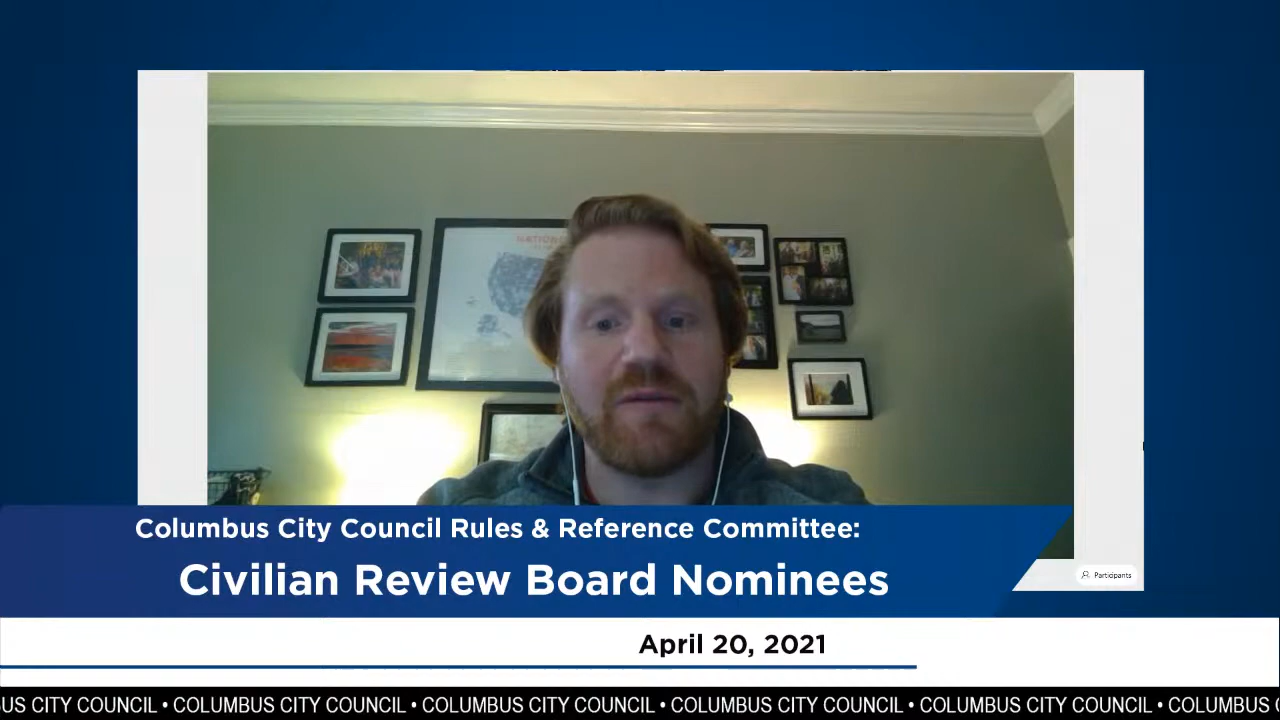 NATION
Columbus City Council Rules & Reference Committee:
Civilian Review Board Nominees
Participants
April 20, 2021
US CITY COUNCIL • COLUMBUS CITY COUNCIL • COLUMBUS CITY COUNCIL • COLUMBUS CITY COUNCIL • COLUMBUS CITY COUNCIL • COLUMBUS